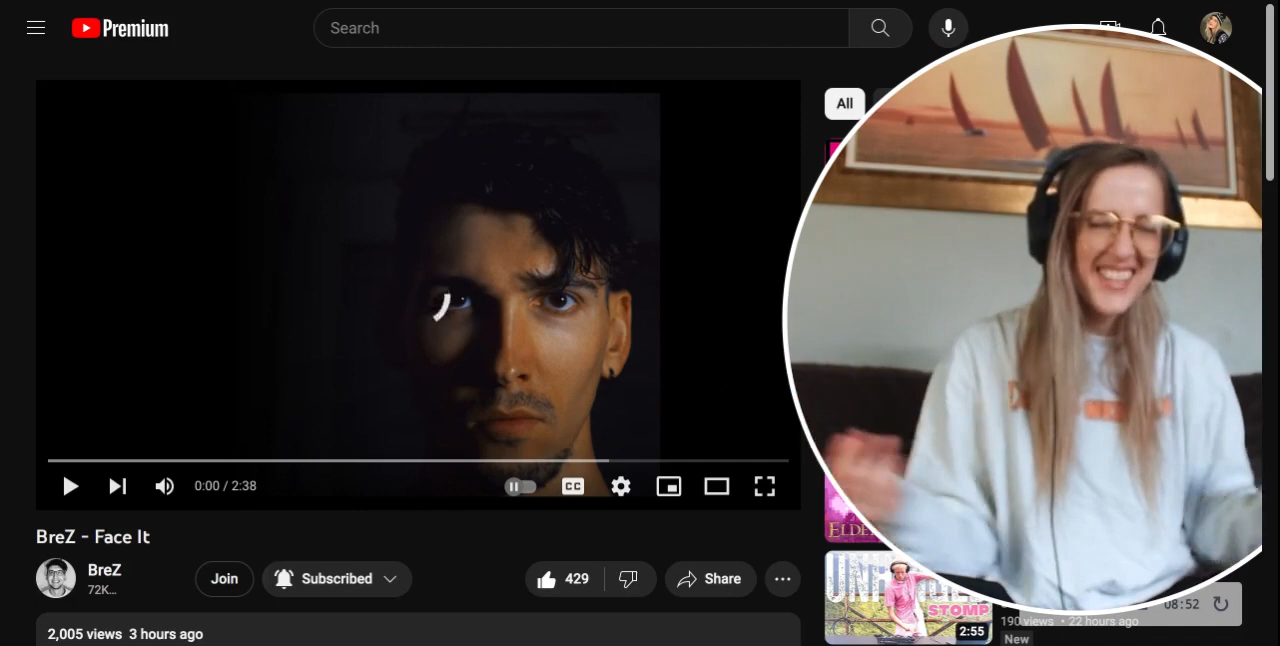 Premium
Search
All
CC
0:00 / 2:38
BreZ - Face It
BreZ
72K...
Join
Subscribed
429
Share
2,005 views 3 hours ago
STOMP
2:55
190 views • 22 hours ago
New
08:52